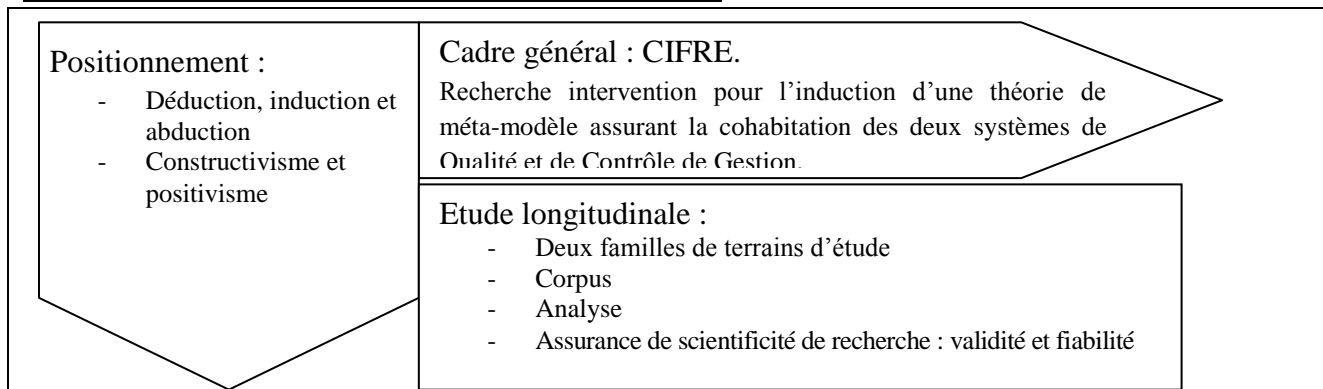 Positionnement :
- Déduction, induction et
abduction
- Constructivisme et
positivisme
Cadre général : CIFRE.
Recherche intervention pour l’induction d’une théorie de
méta-modèle assurant la cohabitation des deux systèmes de
Qualité et de Contrôle de Gestion.
Etude longitudinale :
- Deux familles de terrains d’étude
- Corpus
- Analyse
- Assurance de scientificité de recherche : validité et fiabilité